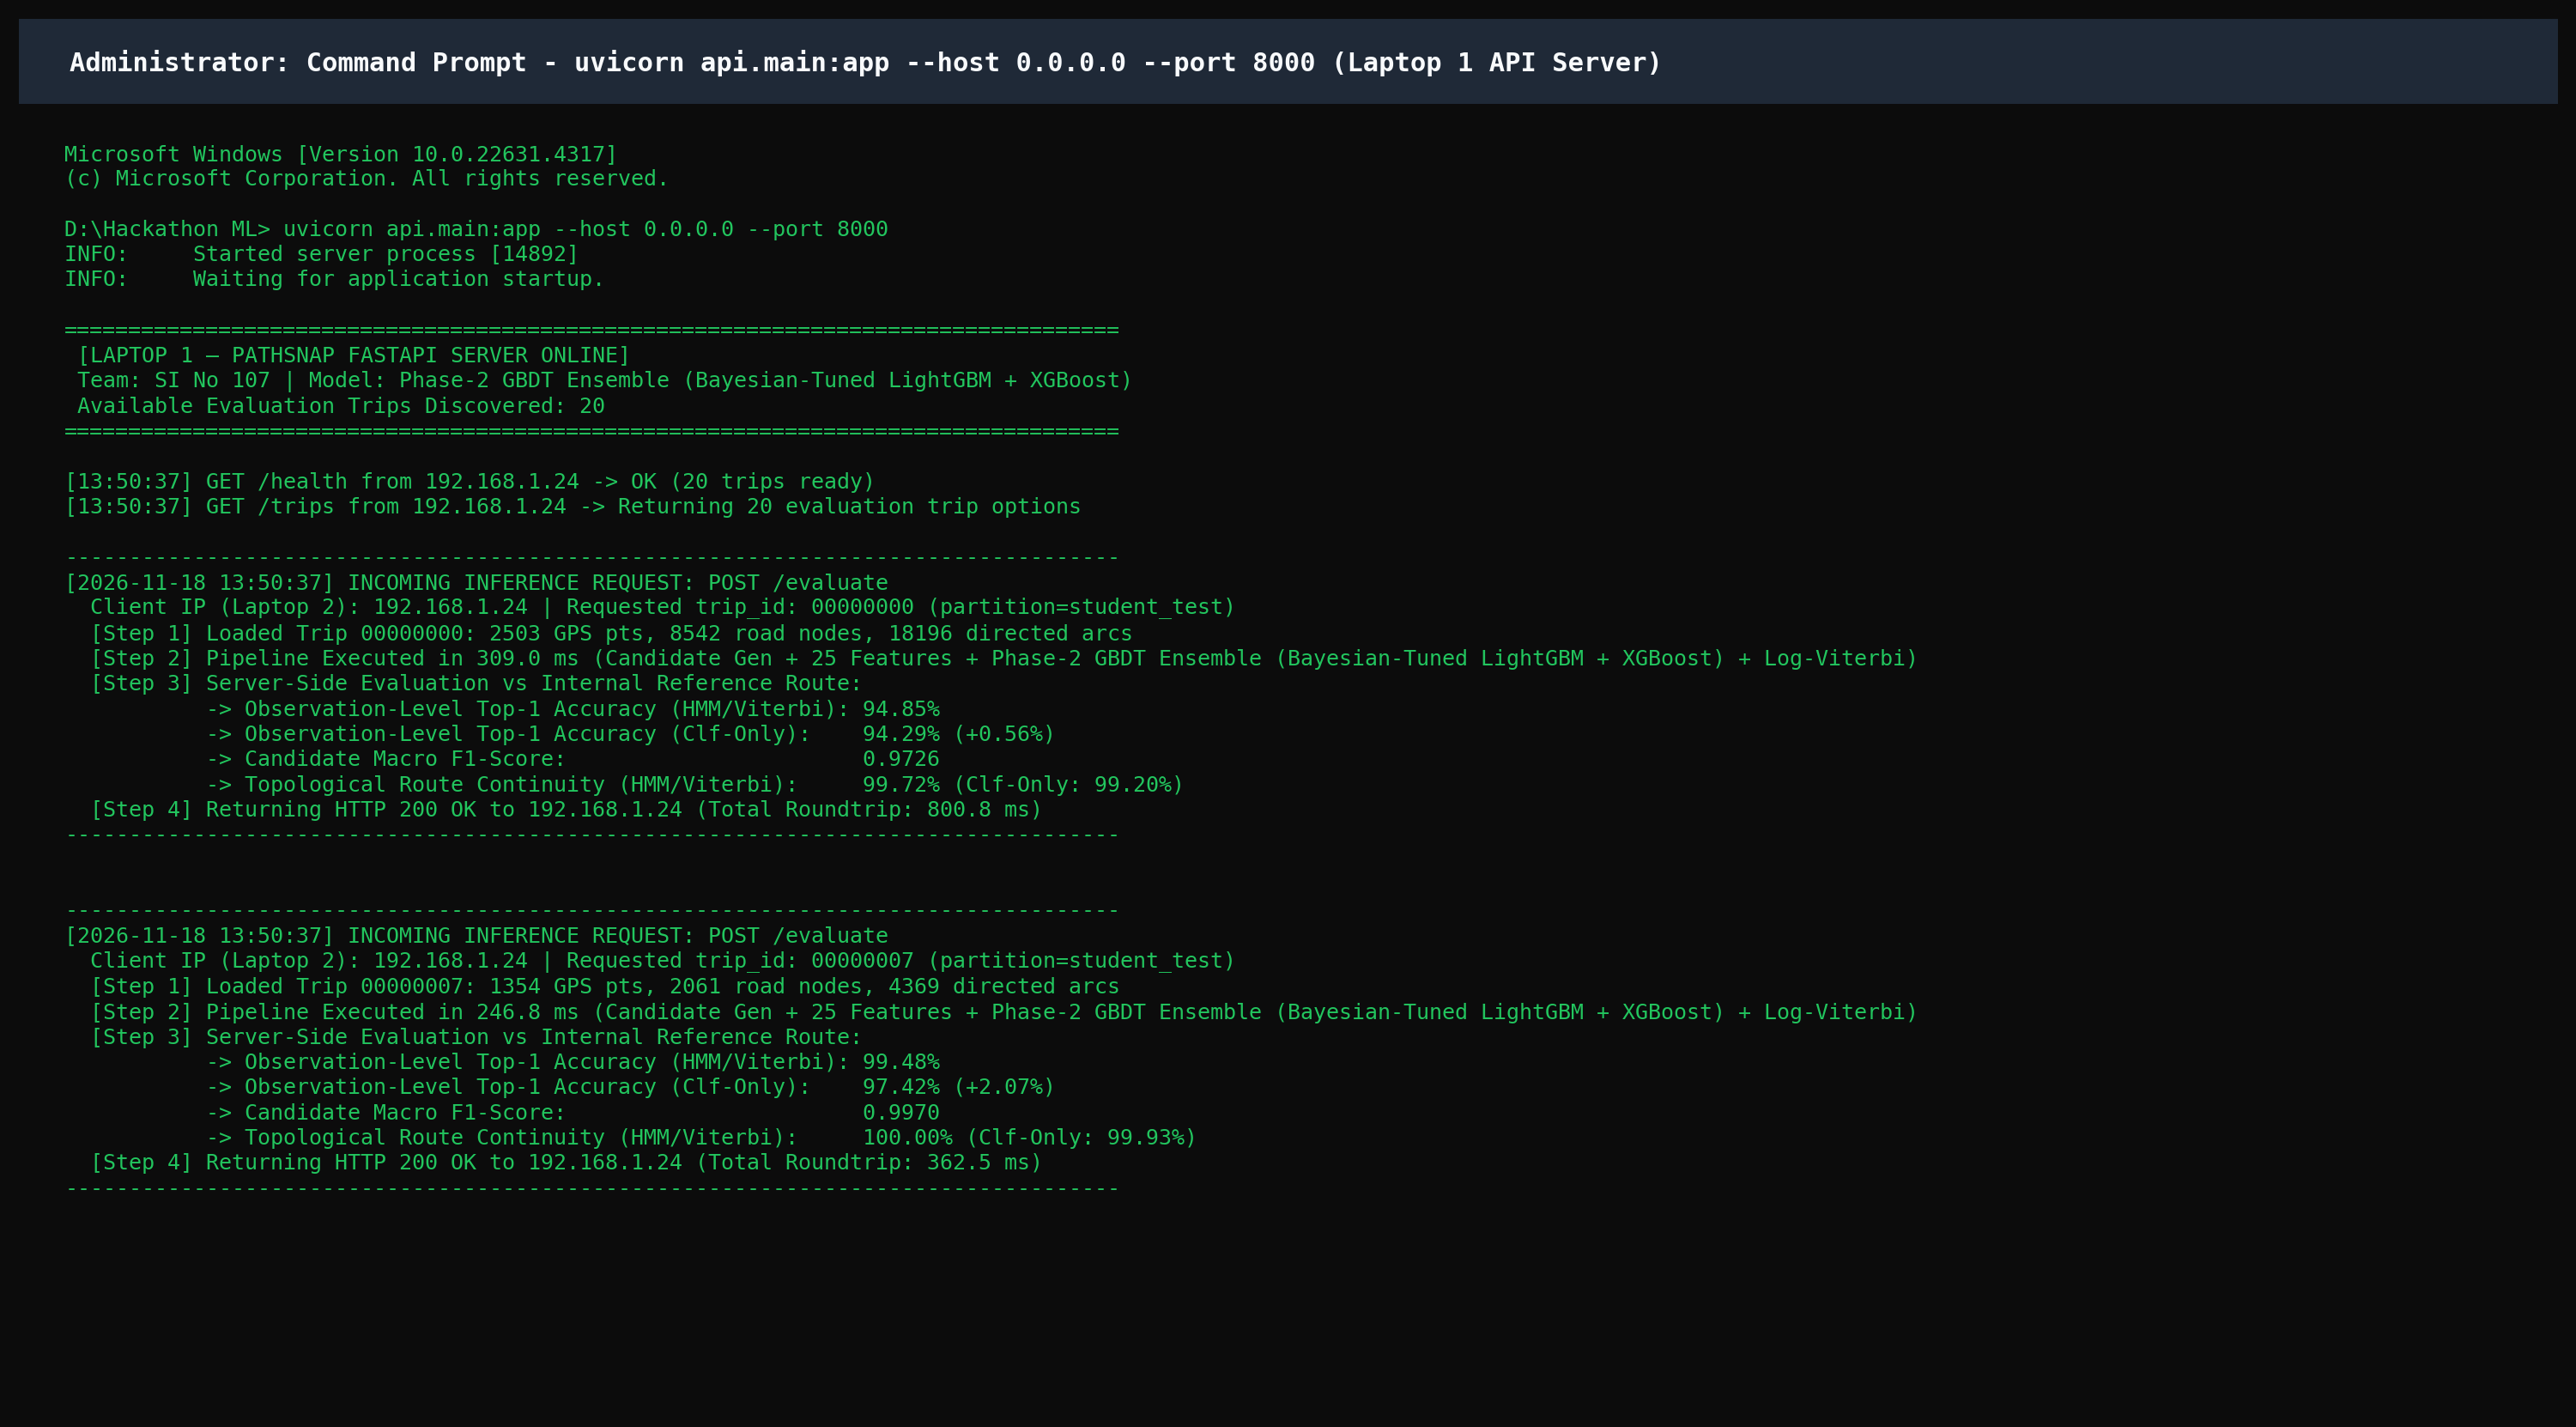 Administrator: Command Prompt - uvicorn api.main:app --host 0.0.0.0 --port 8000 (Laptop 1 API Server)
Microsoft Windows [Version 10.0.22631.4317]
(c) Microsoft Corporation. All rights reserved.
D:\Hackathon ML> uvicorn api.main:app --host 0.0.0.0 --port 8000
INFO:     Started server process [14892]
INFO:     Waiting for application startup.
==================================================================================
[LAPTOP 1 — PATHSNAP FASTAPI SERVER ONLINE]
Team: SI No 107 | Model: Phase-2 GBDT Ensemble (Bayesian-Tuned LightGBM + XGBoost)
Available Evaluation Trips Discovered: 20
==================================================================================
[13:50:37] GET /health from 192.168.1.24 -> OK (20 trips ready)
[13:50:37] GET /trips from 192.168.1.24 -> Returning 20 evaluation trip options
----------------------------------------------------------------------------------
[2026-11-18 13:50:37] INCOMING INFERENCE REQUEST: POST /evaluate
Client IP (Laptop 2): 192.168.1.24 | Requested trip_id: 00000000 (partition=student_test)
[Step 1] Loaded Trip 00000000: 2503 GPS pts, 8542 road nodes, 18196 directed arcs
[Step 2] Pipeline Executed in 309.0 ms (Candidate Gen + 25 Features + Phase-2 GBDT Ensemble (Bayesian-Tuned LightGBM + XGBoost) + Log-Viterbi)
[Step 3] Server-Side Evaluation vs Internal Reference Route:
-> Observation-Level Top-1 Accuracy (HMM/Viterbi): 94.85%
-> Observation-Level Top-1 Accuracy (Clf-Only):    94.29% (+0.56%)
-> Candidate Macro F1-Score:                       0.9726
-> Topological Route Continuity (HMM/Viterbi):     99.72% (Clf-Only: 99.20%)
[Step 4] Returning HTTP 200 OK to 192.168.1.24 (Total Roundtrip: 800.8 ms)
----------------------------------------------------------------------------------
----------------------------------------------------------------------------------
[2026-11-18 13:50:37] INCOMING INFERENCE REQUEST: POST /evaluate
Client IP (Laptop 2): 192.168.1.24 | Requested trip_id: 00000007 (partition=student_test)
[Step 1] Loaded Trip 00000007: 1354 GPS pts, 2061 road nodes, 4369 directed arcs
[Step 2] Pipeline Executed in 246.8 ms (Candidate Gen + 25 Features + Phase-2 GBDT Ensemble (Bayesian-Tuned LightGBM + XGBoost) + Log-Viterbi)
[Step 3] Server-Side Evaluation vs Internal Reference Route:
-> Observation-Level Top-1 Accuracy (HMM/Viterbi): 99.48%
-> Observation-Level Top-1 Accuracy (Clf-Only):    97.42% (+2.07%)
-> Candidate Macro F1-Score:                       0.9970
-> Topological Route Continuity (HMM/Viterbi):     100.00% (Clf-Only: 99.93%)
[Step 4] Returning HTTP 200 OK to 192.168.1.24 (Total Roundtrip: 362.5 ms)
----------------------------------------------------------------------------------